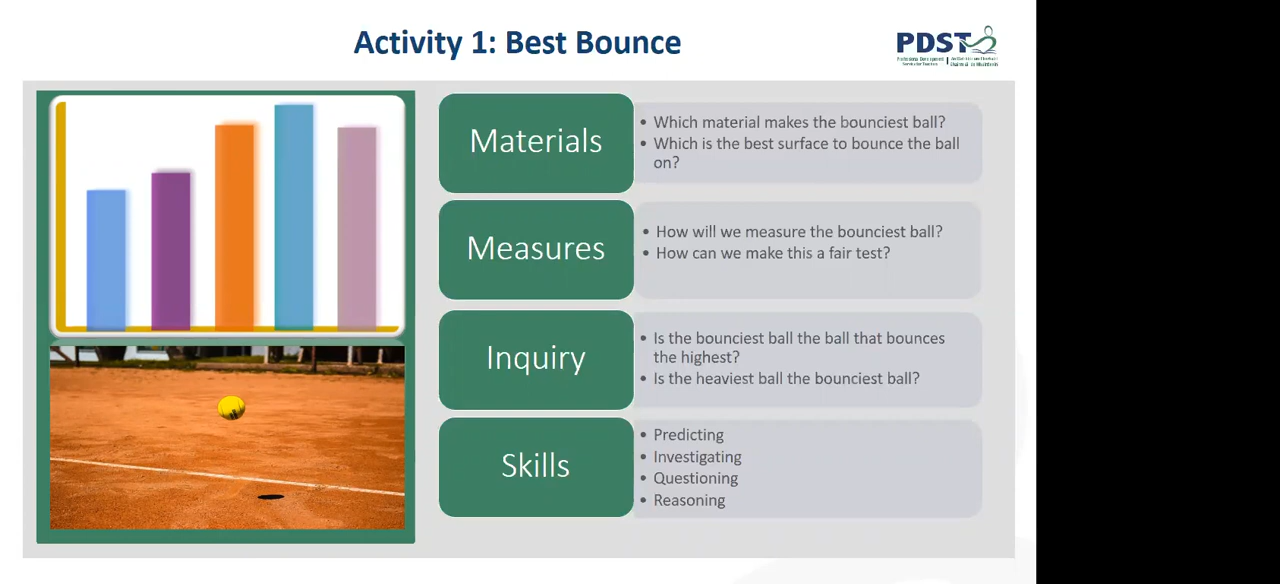 Activity 1: Best Bounce
PDST
Materials
• Which material makes the bounciest ball?
• Which is the best surface to bounce the ball
on?
Measures
• How will we measure the bounciest ball?
• How can we make this a fair test?
Inquiry
• Is the bounciest ball the ball that bounces
the highest?
• Is the heaviest ball the bounciest ball?
Skills
• Predicting
• Investigating
• Questioning
• Reasoning